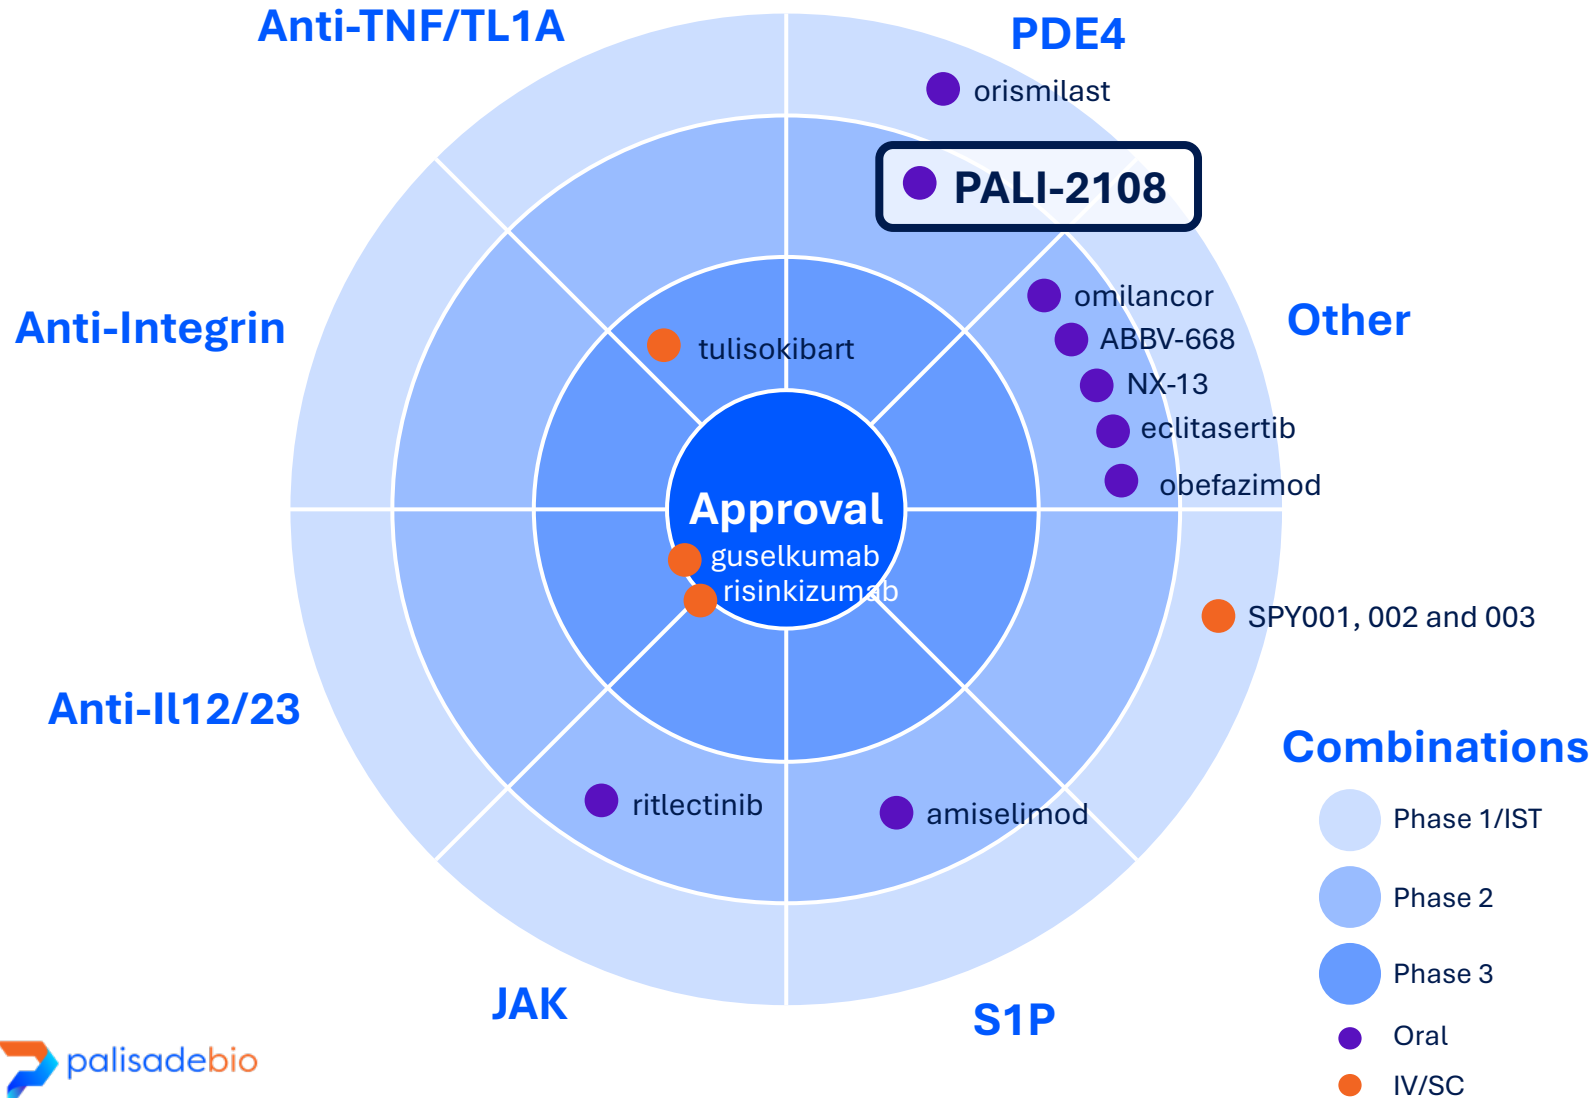 Anti-TNF/TL1A
PDE4
orismilast
PALI-2108
Anti-Integrin
Other
omilancor
ABBV-668
NX-13
eclitasertib
obefazimod
tulisokibart
Approval
guselkumab
risinkizumab
SPY001, 002 and 003
Anti-Il12/23
Combinations
ritlectinib
amiselimod
JAK
S1P
Phase 1/IST
Phase 2
Phase 3
Oral
IV/SC
palisadebio